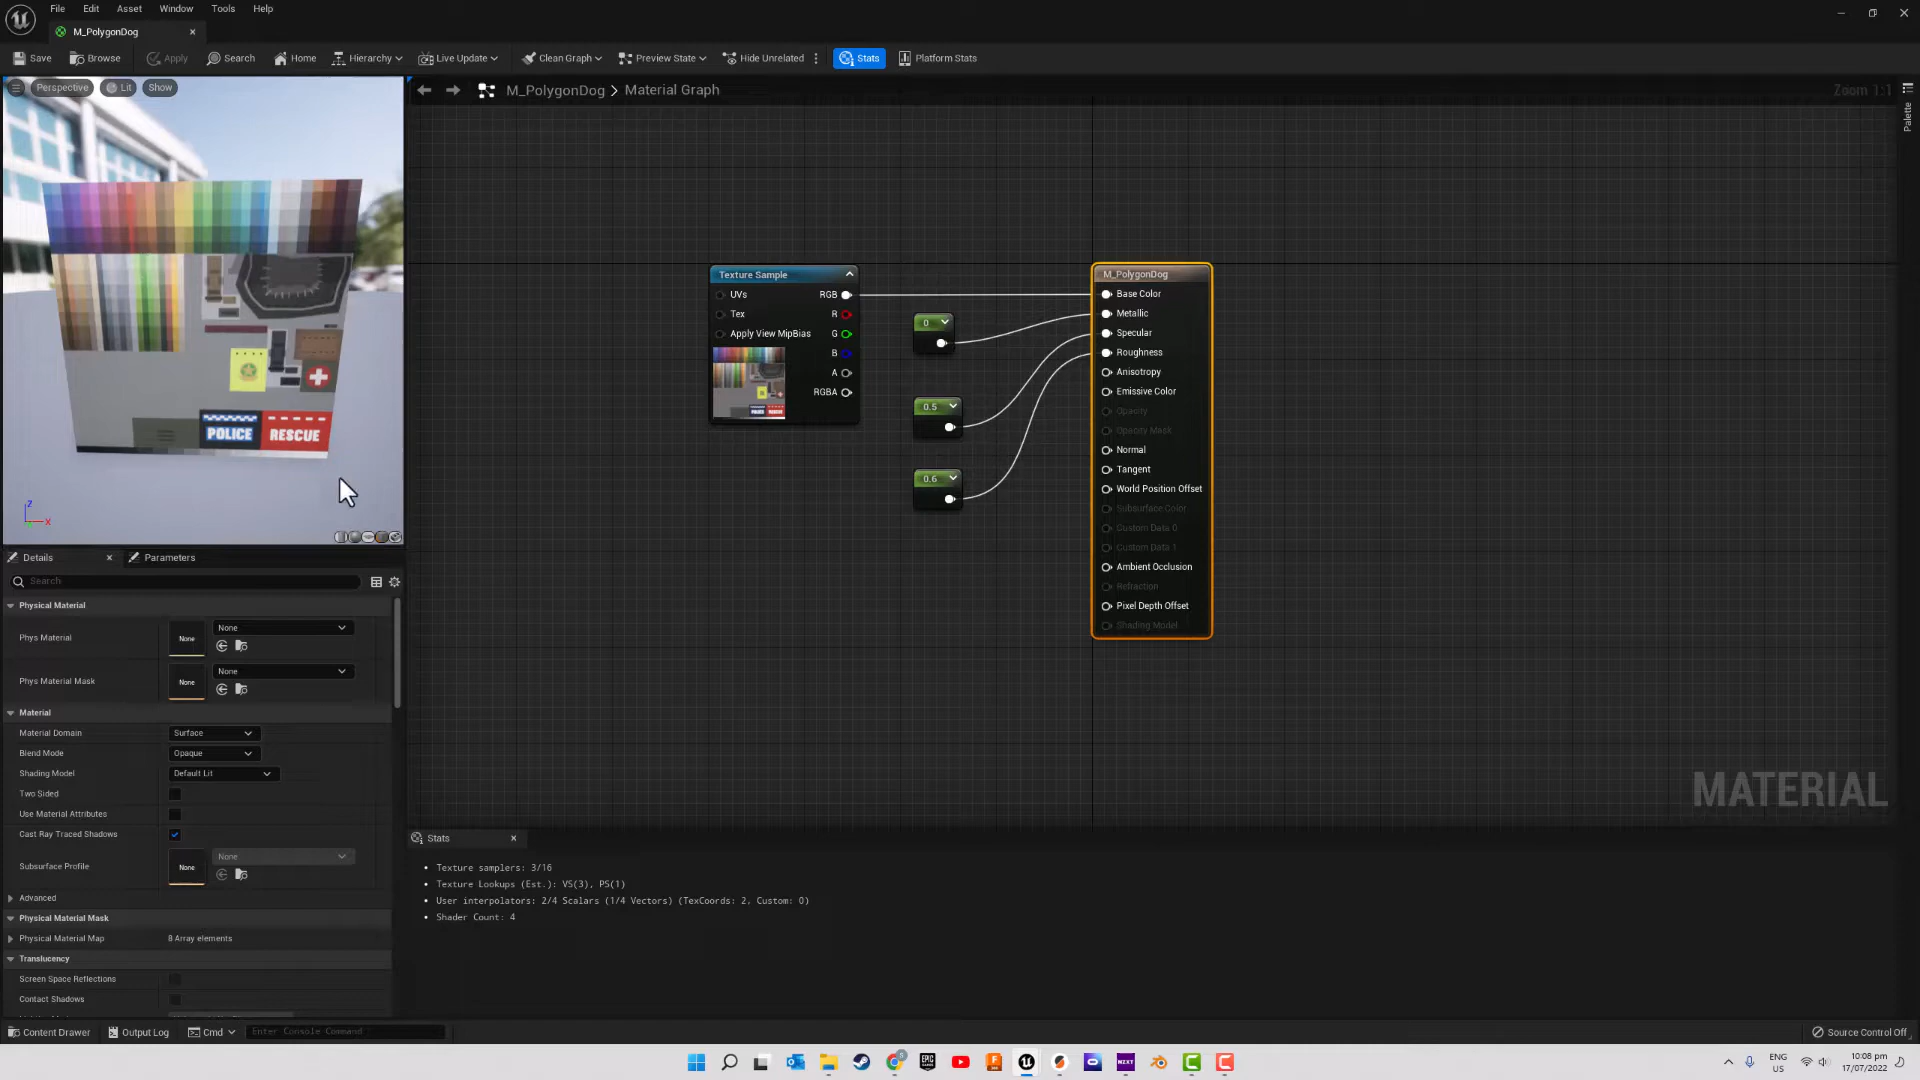 File Edit Asset Window Tools Help
M_PolygonDog
Save Browse Apply Search Home Hierarchy Live Update Clean Graph Preview State Hide Unrelated Stats Platform Stats
Perspective Lit Show
M_PolygonDog > Material Graph
Zoom 1:1
Palette
POLICE RESCUE
Z
X
Texture Sample
UVs RGB
Tex R
Apply View MipBias G
B
A
RGBA
POLICE RESCUE
0
0.5
0.6
M_PolygonDog
Base Color
Metallic
Specular
Roughness
Anisotropy
Emissive Color
Opacity
Opacity Mask
Normal
Tangent
World Position Offset
Subsurface Color
Custom Data 0
Custom Data 1
Ambient Occlusion
Refraction
Pixel Depth Offset
Shading Model
MATERIAL
Details Parameters
Search
Physical Material
Phys Material None None
Phys Material Mask None None
Material
Material Domain Surface
Blend Mode Opaque
Shading Model Default Lit
Two Sided
Use Material Attributes
Cast Ray Traced Shadows
Subsurface Profile None None
Advanced
Physical Material Mask
Physical Material Map 8 Array elements
Translucency
Screen Space Reflections
Contact Shadows
Stats
Texture samplers: 3/16
Texture Lookups (Est.): VS(3), PS(1)
User interpolators: 2/4 Scalars (1/4 Vectors) (TexCoords: 2, Custom: 0)
Shader Count: 4
Content Drawer Output Log Cmd Enter Console Command Source Control Off
EPIC GAMES
NZXT
ENG
US
10:08 pm
17/07/2022